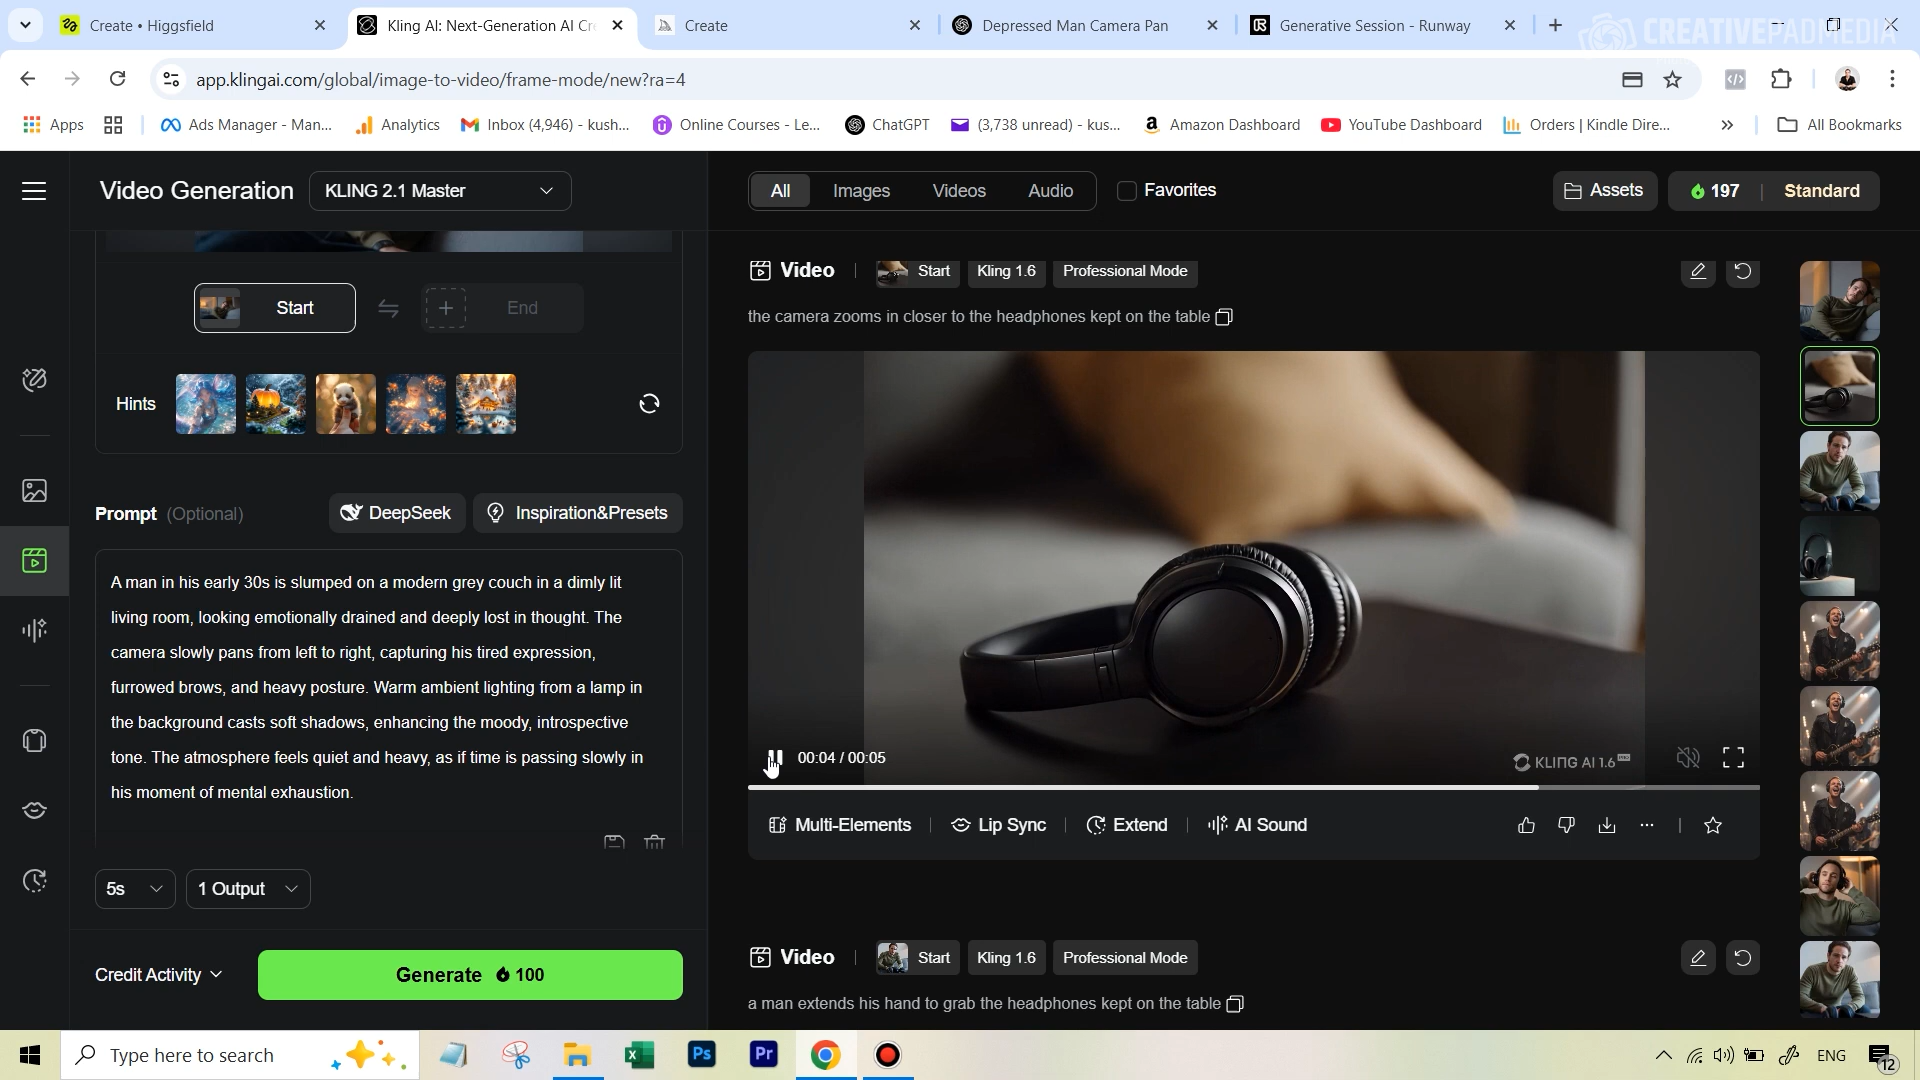 Create • Higgsfield
Kling AI: Next-Generation AI Cre
Create
Depressed Man Camera Pan
Generative Session - Runway
CREATIVEPADMEDIA
app.klingai.com/global/image-to-video/frame-mode/new?ra=4
Apps
Ads Manager - Man...
Analytics
Inbox (4,946) - kush...
Online Courses - Le...
ChatGPT
(3,738 unread) - kus...
Amazon Dashboard
YouTube Dashboard
Orders | Kindle Dire...
All Bookmarks
Video Generation
KLING 2.1 Master
All
Images
Videos
Audio
Favorites
Assets
197
Standard
Start
End
Hints
Prompt (Optional)
DeepSeek
Inspiration&Presets
A man in his early 30s is slumped on a modern grey couch in a dimly lit
living room, looking emotionally drained and deeply lost in thought. The
camera slowly pans from left to right, capturing his tired expression,
furrowed brows, and heavy posture. Warm ambient lighting from a lamp in
the background casts soft shadows, enhancing the moody, introspective
tone. The atmosphere feels quiet and heavy, as if time is passing slowly in
his moment of mental exhaustion.
5s
1 Output
Credit Activity
Generate 100
Video
Start
Kling 1.6
Professional Mode
the camera zooms in closer to the headphones kept on the table
00:04 / 00:05
KLING AI 1.6
Multi-Elements
Lip Sync
Extend
AI Sound
Video
Start
Kling 1.6
Professional Mode
a man extends his hand to grab the headphones kept on the table
Type here to search
Ps
Pr
ENG
12